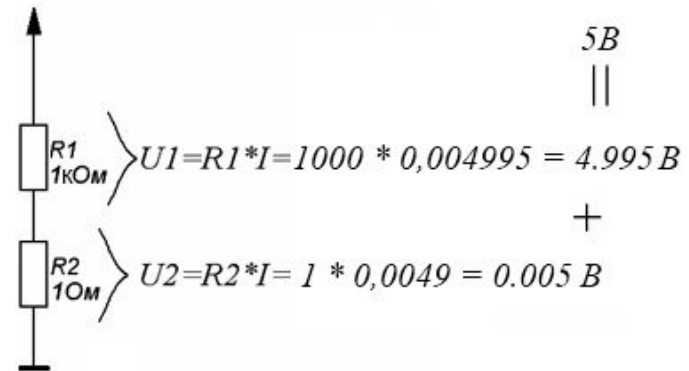 5В
||
R1
1кОм
U1=R1*I=1000 * 0,004995 = 4.995 В
+
R2
1Ом
U2=R2*I= 1 * 0,0049 = 0.005 В